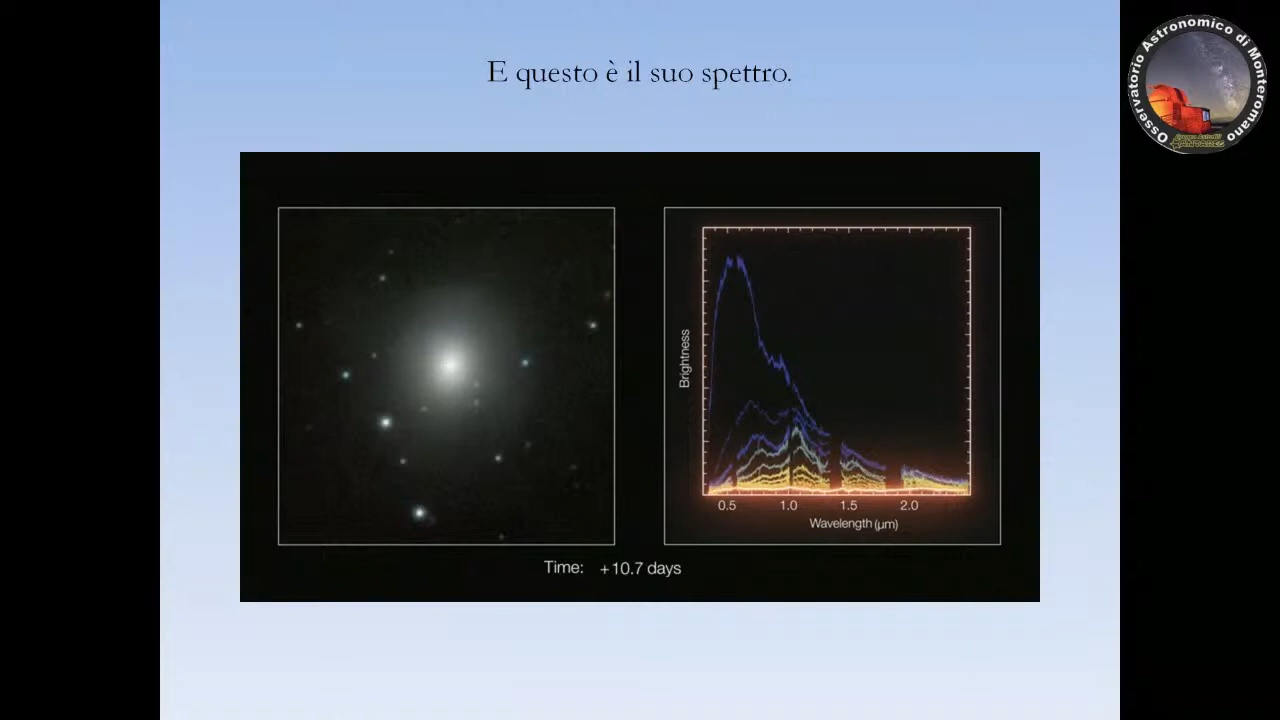 E questo è il suo spettro.
Osservatorio Astronomico di Monteromano
Brightness
0.5 1.0 1.5 2.0
Wavelength (μm)
Time: +10.7 days